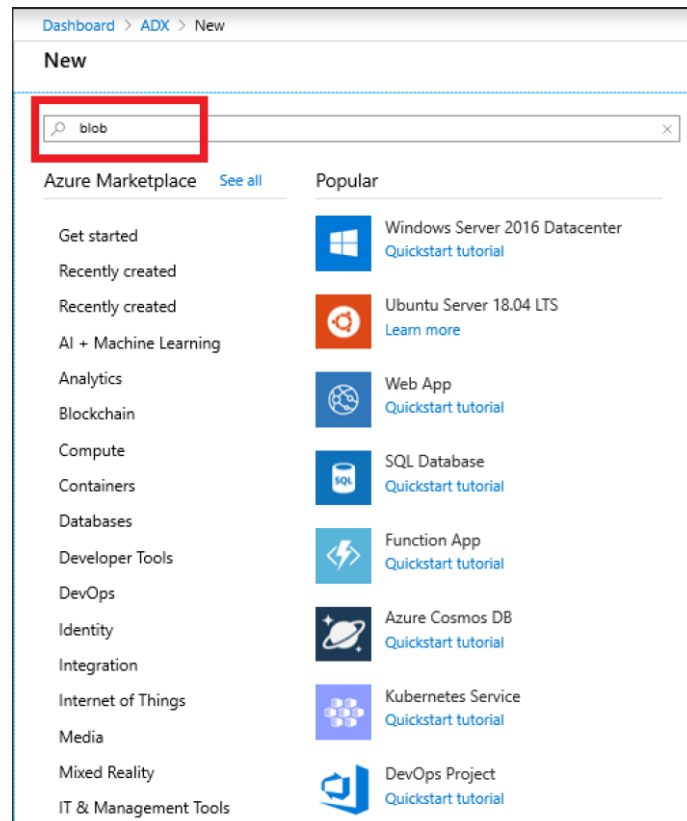 Dashboard > ADX > New
New
blob
Azure Marketplace See all
Get started
Recently created
Recently created
AI + Machine Learning
Analytics
Blockchain
Compute
Containers
Databases
Developer Tools
DevOps
Identity
Integration
Internet of Things
Media
Mixed Reality
IT & Management Tools
Popular
Windows Server 2016 Datacenter
Quickstart tutorial
Ubuntu Server 18.04 LTS
Learn more
Web App
Quickstart tutorial
SQL
SQL Database
Quickstart tutorial
Function App
Quickstart tutorial
Azure Cosmos DB
Quickstart tutorial
Kubernetes Service
Quickstart tutorial
DevOps Project
Quickstart tutorial